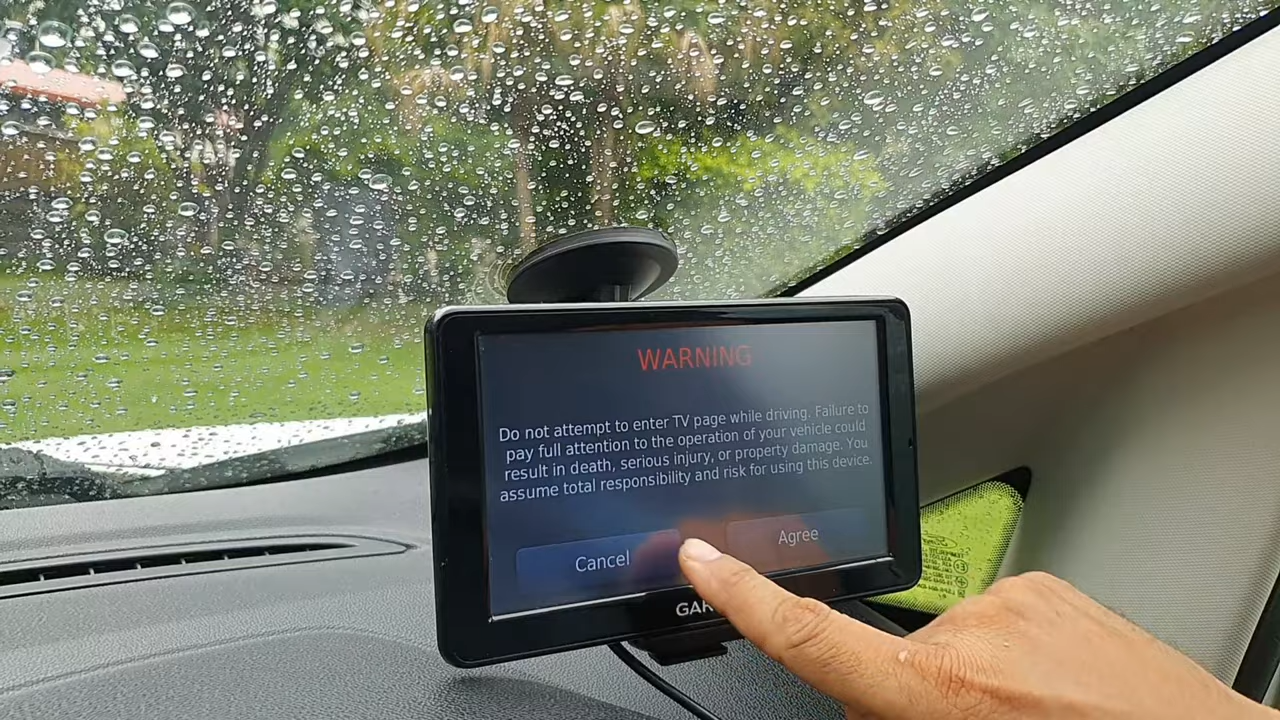 WARNING
Do not attempt to enter TV page while driving. Failure to
pay full attention to the operation of your vehicle could
result in death, serious injury, or property damage. You
assume total responsibility and risk for using this device.
Cancel
Agree